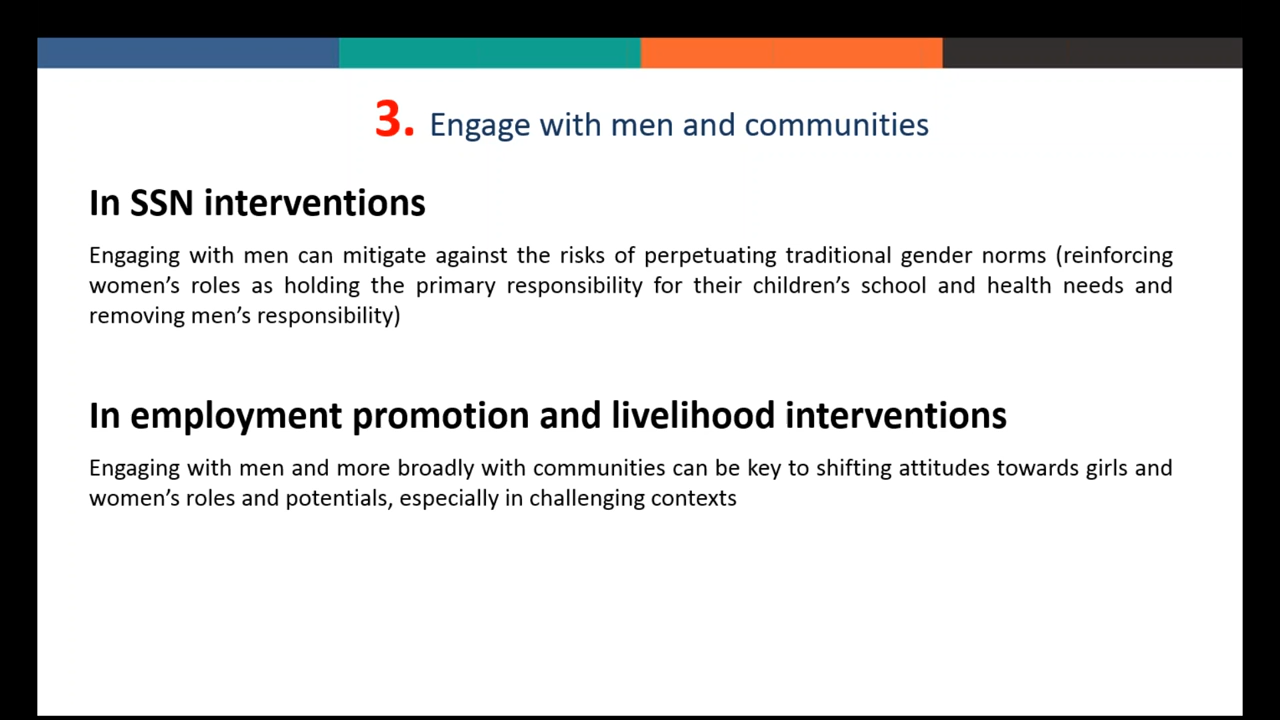 3. Engage with men and communities
In SSN interventions
Engaging with men can mitigate against the risks of perpetuating traditional gender norms (reinforcing
women’s roles as holding the primary responsibility for their children’s school and health needs and
removing men’s responsibility)
In employment promotion and livelihood interventions
Engaging with men and more broadly with communities can be key to shifting attitudes towards girls and
women’s roles and potentials, especially in challenging contexts